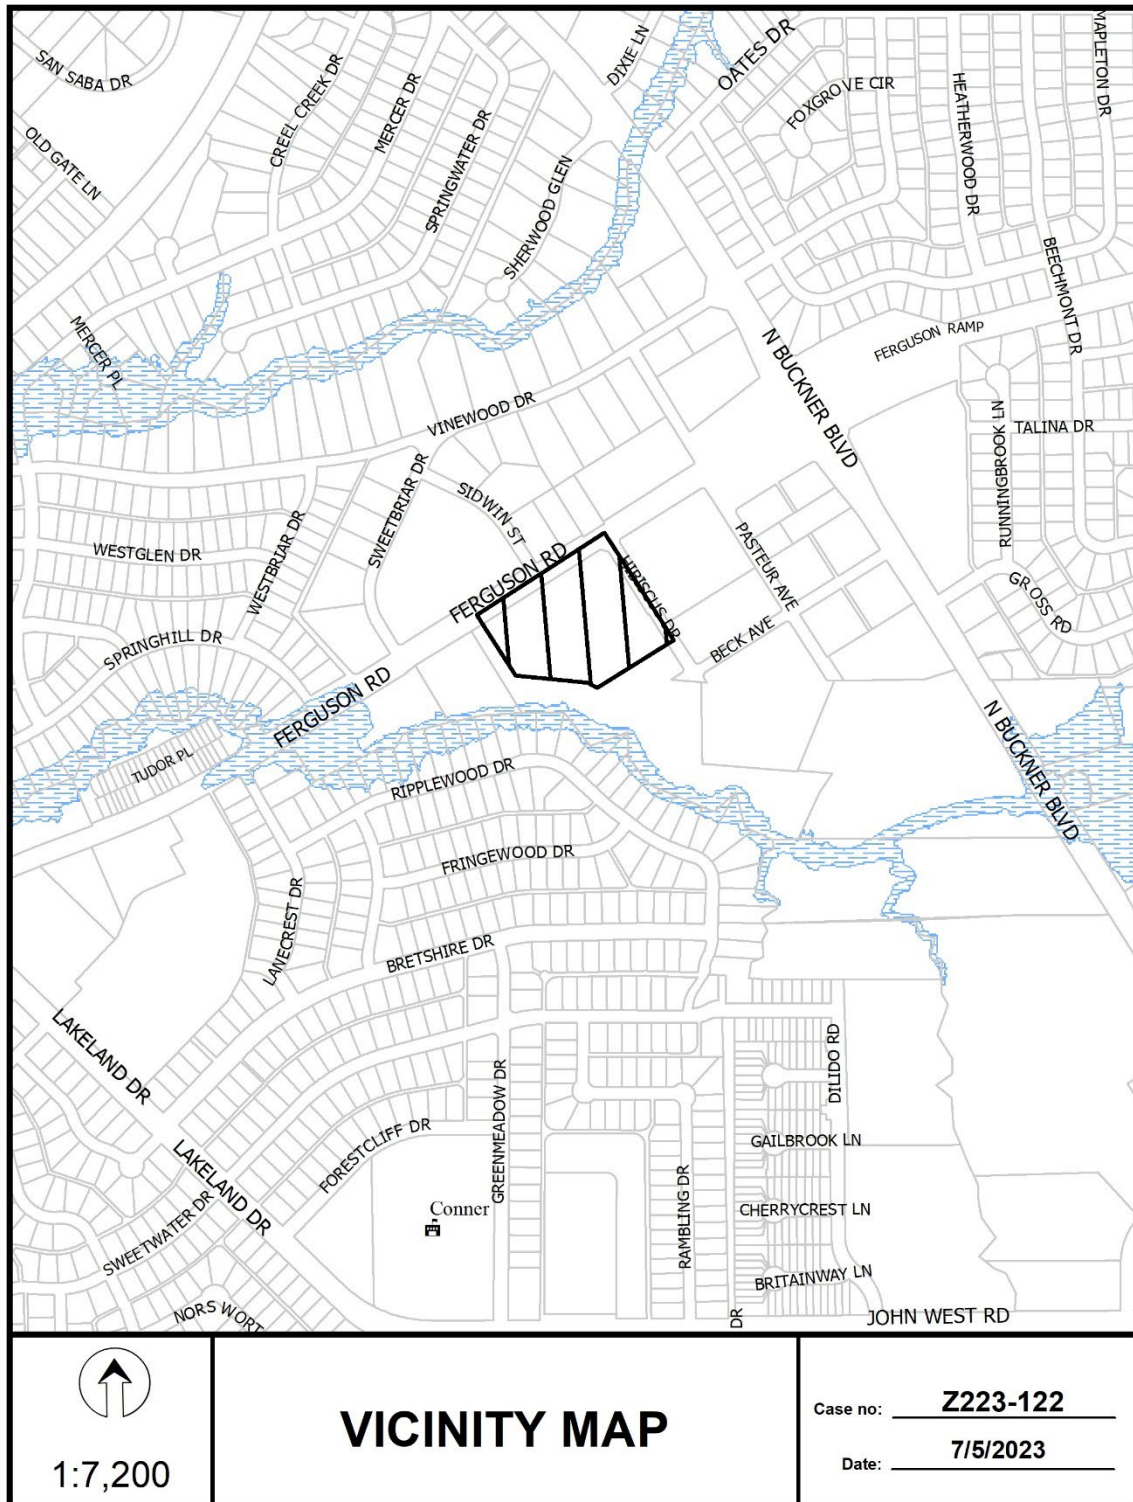 SAN SABA DR
OLD GATE LN
CREEL CREEK DR
MERCER DR
SPRINGWATER DR
SHERWOOD GLEN
DIXIE LN
OATES DR
FOXGROVE CIR
HEATHERWOOD DR
MAPLETON DR
BEECHMONT DR
MERCER PL
FERGUSON RAMP
N BUCKNER BLVD
VINEWOOD DR
RUNNINGBROOK LN
TALINA DR
SWEETBRIAR DR
SIDWIN ST
WESTGLEN DR
WESTBRIAR DR
FERGUSON RD
HIBISCUS DR
PASTEUR AVE
GROSS RD
BECK AVE
SPRINGHILL DR
FERGUSON RD
N BUCKNER BLVD
TUDOR PL
RIPPLEWOOD DR
FRINGEWOOD DR
LANECREST DR
BRETSHIRE DR
LAKELAND DR
DILIDO RD
GREENMEADOW DR
FORESTCLIFF DR
GAILBROOK LN
LAKELAND DR
RAMBLING DR
Conner
CHERRYCREST LN
SWEETWATER DR
BRITAINWAY LN
NORS WORT
DR
JOHN WEST RD
1:7,200
VICINITY MAP
Case no: Z223-122
Date: 7/5/2023